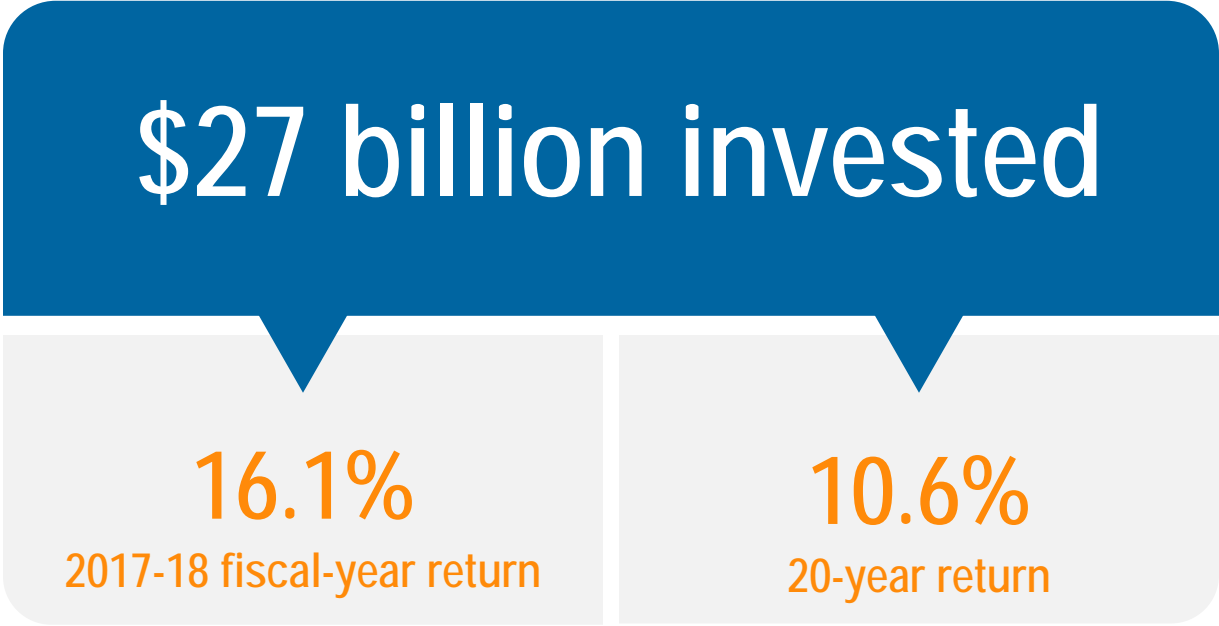 $27 billion invested
16.1%
2017-18 fiscal-year return
10.6%
20-year return